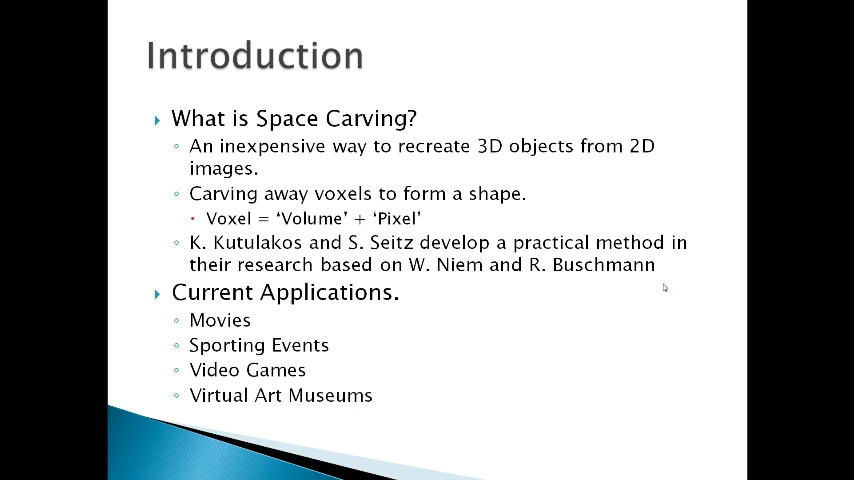 Introduction
What is Space Carving?
An inexpensive way to recreate 3D objects from 2D
images.
Carving away voxels to form a shape.
Voxel = ‘Volume’ + ‘Pixel’
K. Kutulakos and S. Seitz develop a practical method in
their research based on W. Niem and R. Buschmann
Current Applications.
Movies
Sporting Events
Video Games
Virtual Art Museums